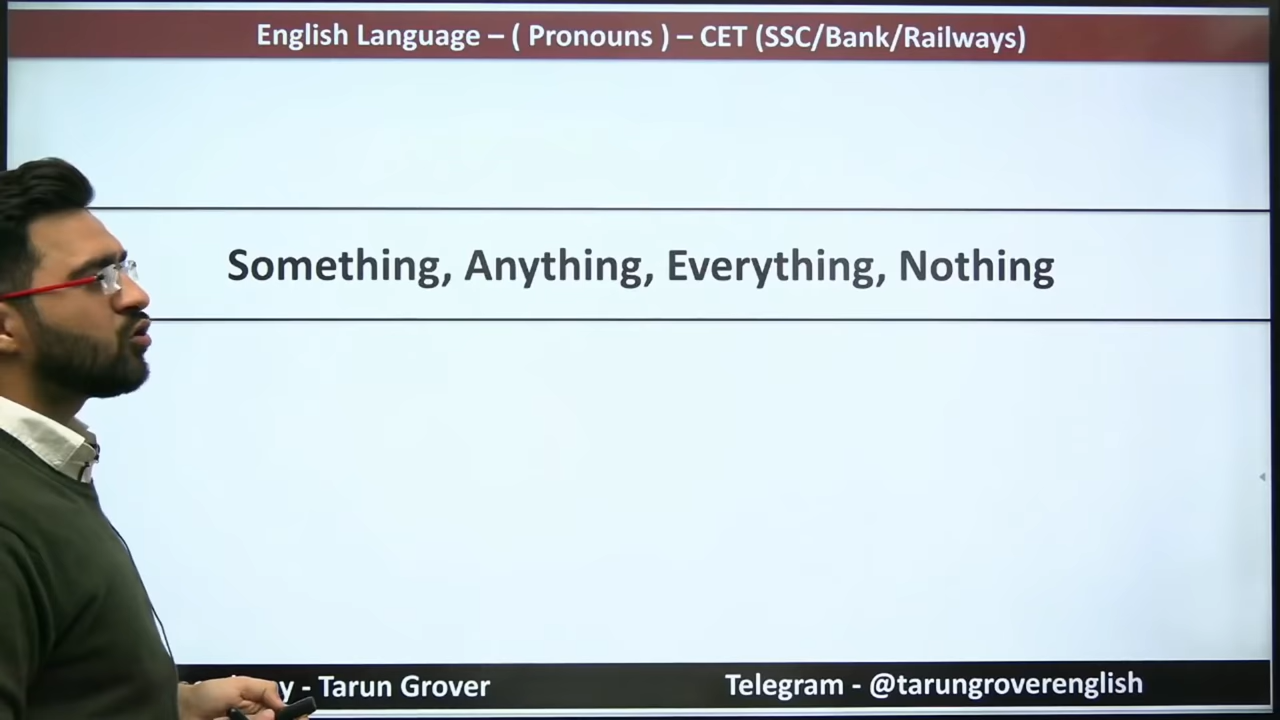 English Language – ( Pronouns ) – CET (SSC/Bank/Railways)
Something, Anything, Everything, Nothing
- Tarun Grover
Telegram - @tarungroverenglish